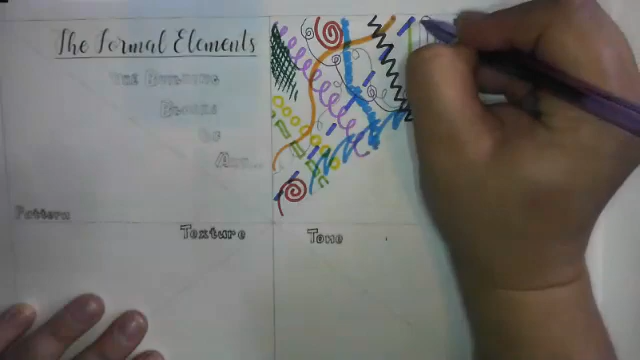 The Formal Elements
The Building
Blocks
of
Art...
Pattern
Texture
Tone